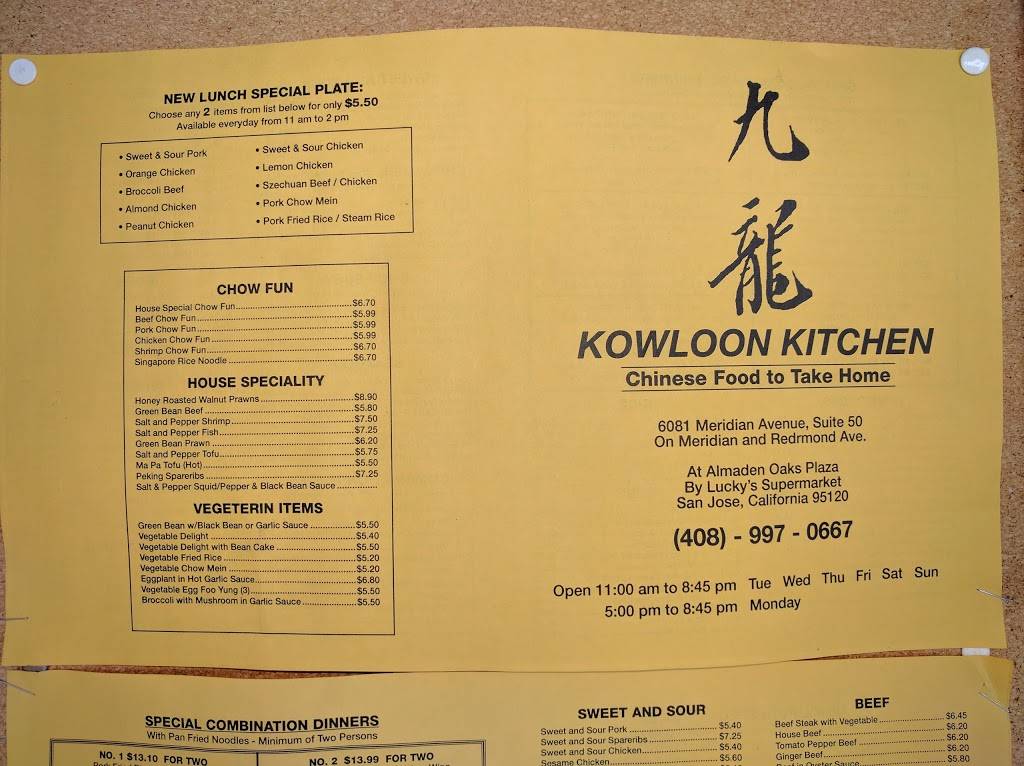 NEW LUNCH SPECIAL PLATE:
Choose any 2 items from list below for only $5.50
Available everyday from 11 am to 2 pm
• Sweet & Sour Pork
• Orange Chicken
• Broccoli Beef
• Almond Chicken
• Peanut Chicken
• Sweet & Sour Chicken
• Lemon Chicken
• Szechuan Beef / Chicken
• Pork Chow Mein
• Pork Fried Rice / Steam Rice
CHOW FUN
House Special Chow Fun $6.70
Beef Chow Fun $5.99
Pork Chow Fun $5.99
Chicken Chow Fun $5.99
Shrimp Chow Fun $6.70
Singapore Rice Noodle $6.70
HOUSE SPECIALITY
Honey Roasted Walnut Prawns $8.90
Green Bean Beef $5.80
Salt and Pepper Shrimp $7.50
Salt and Pepper Fish $7.25
Green Bean Prawn $6.20
Salt and Pepper Tofu $5.75
Ma Pa Tofu (Hot) $5.50
Peking Spareribs $7.25
Salt & Pepper Squid/Pepper & Black Bean Sauce
VEGETERIN ITEMS
Green Bean w/Black Bean or Garlic Sauce $5.50
Vegetable Delight $5.40
Vegetable Delight with Bean Cake $5.50
Vegetable Fried Rice $5.20
Vegetable Chow Mein $5.20
Eggplant in Hot Garlic Sauce $6.80
Vegetable Egg Foo Yung (3) $5.50
Broccoli with Mushroom in Garlic Sauce $5.50
九
龍
KOWLOON KITCHEN
Chinese Food to Take Home
6081 Meridian Avenue, Suite 50
On Meridian and Redrmond Ave.
At Almaden Oaks Plaza
By Lucky's Supermarket
San Jose, California 95120
(408) - 997 - 0667
Open 11:00 am to 8:45 pm Tue Wed Thu Fri Sat Sun
5:00 pm to 8:45 pm Monday
SPECIAL COMBINATION DINNERS
With Pan Fried Noodles - Minimum of Two Persons
NO. 1 $13.10 FOR TWO
NO. 2 $13.99 FOR TWO
SWEET AND SOUR
Sweet and Sour Pork $5.40
Sweet and Sour Spareribs $7.25
Sweet and Sour Chicken $5.40
Sesame Chicken $5.60
BEEF
Beef Steak with Vegetable $6.45
House Beef $6.20
Tomato Pepper Beef $6.20
Ginger Beef $6.20
Beef in Oyster Sauce $5.80